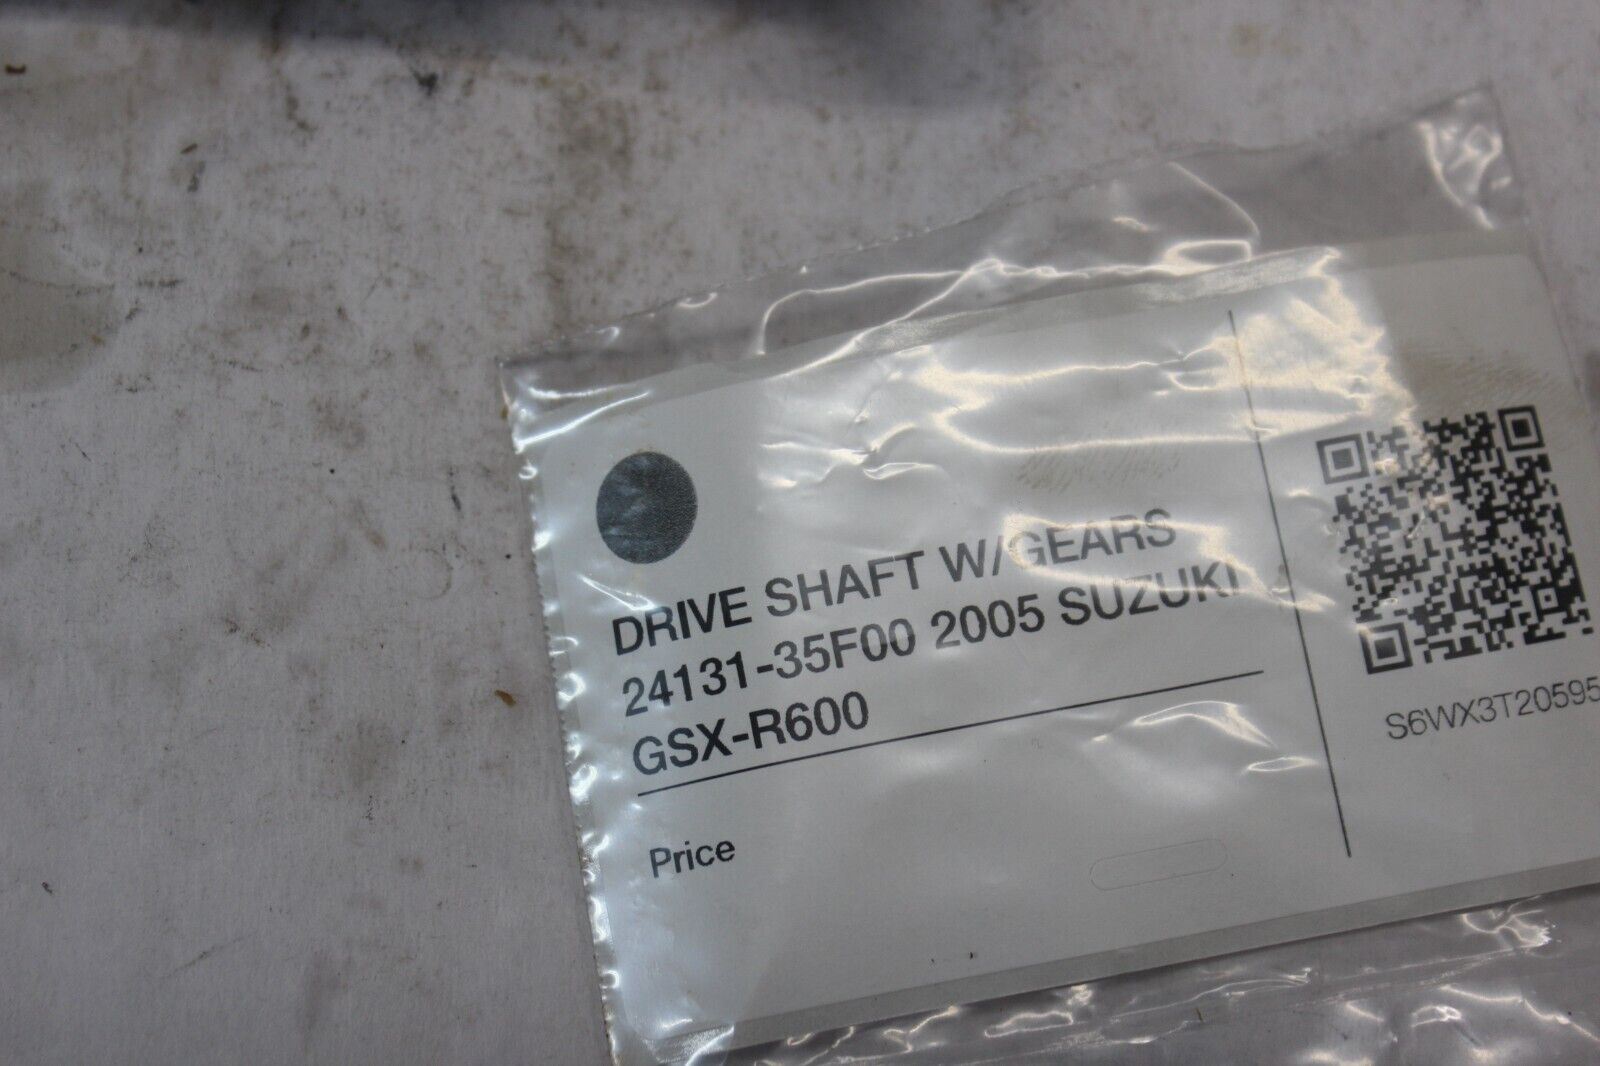 DRIVE SHAFT W/GEARS
24131-35F00 2005 SUZUKI
GSX-R600
Price
S6WX3T20595